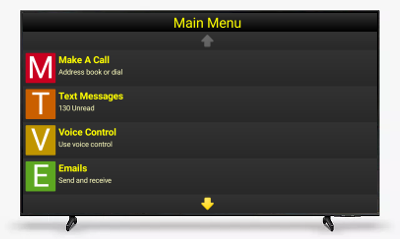 Main Menu
M
Make A Call
Address book or dial
T
Text Messages
130 Unread
V
Voice Control
Use voice control
E
Emails
Send and receive